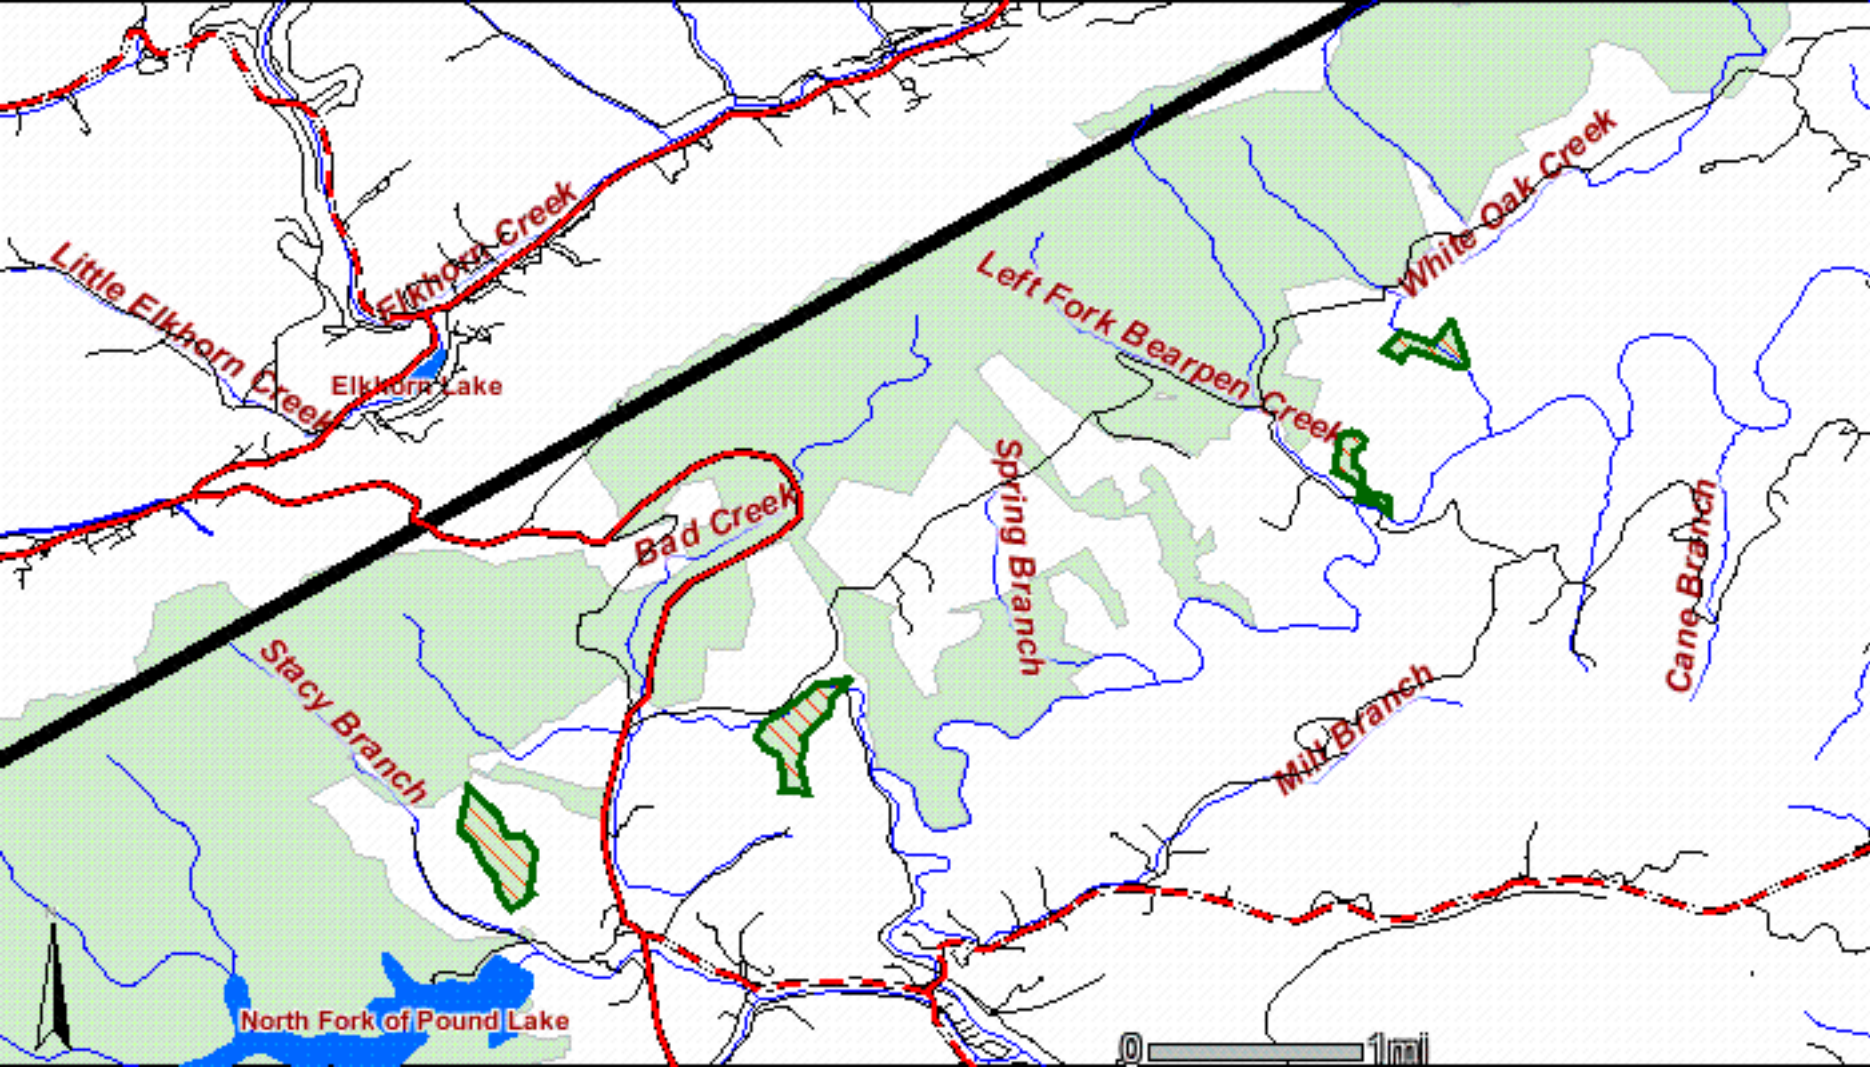 Elkhorn Creek
White Oak Creek
Little Elkhorn Creek
Left Fork Bearpen Creek
Elkhorn Lake
Bad Creek
Spring Branch
Cane Branch
Stacy Branch
Mill Branch
N
North Fork of Pound Lake
0 1mi